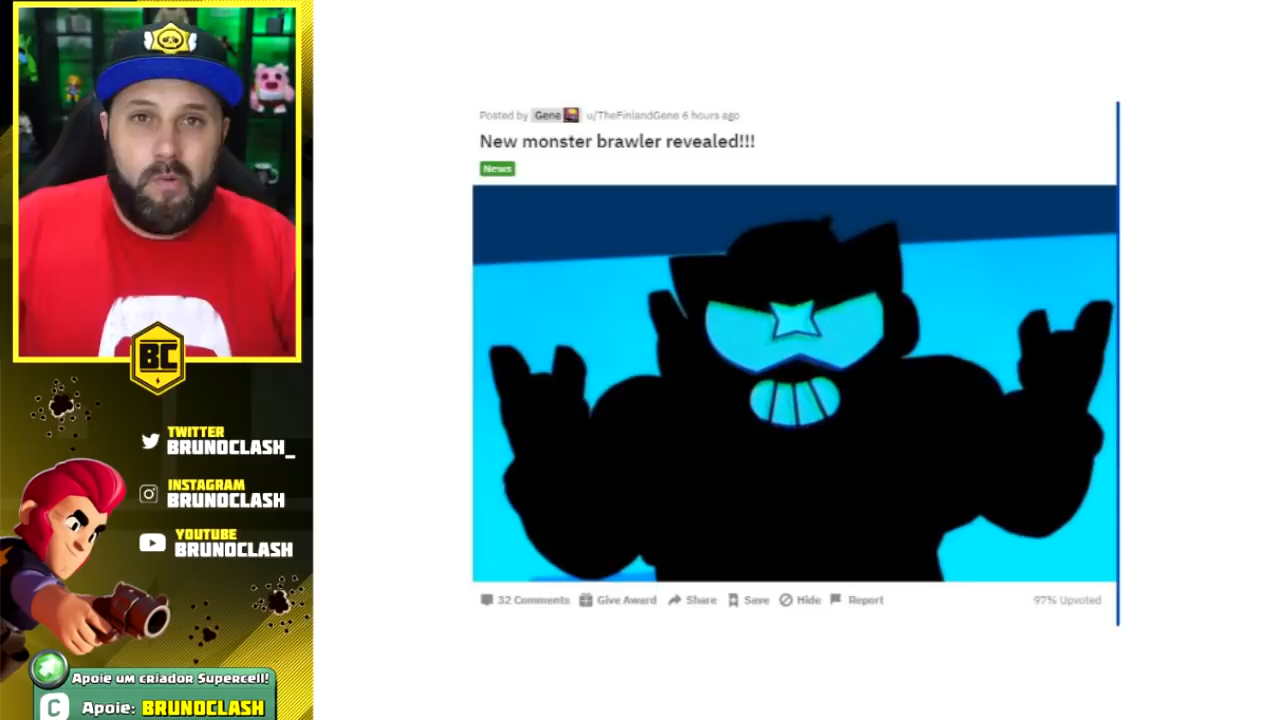 BC
TWITTER
BRUNOCLASH_
INSTAGRAM
BRUNOCLASH
YOUTUBE
BRUNOCLASH
Apoie um criador Supercell!
C Apoie: BRUNOCLASH
Posted by Gene u/TheFinlandGene 6 hours ago
New monster brawler revealed!!!
News
32 Comments Give Award Share Save Hide Report 97% Upvoted